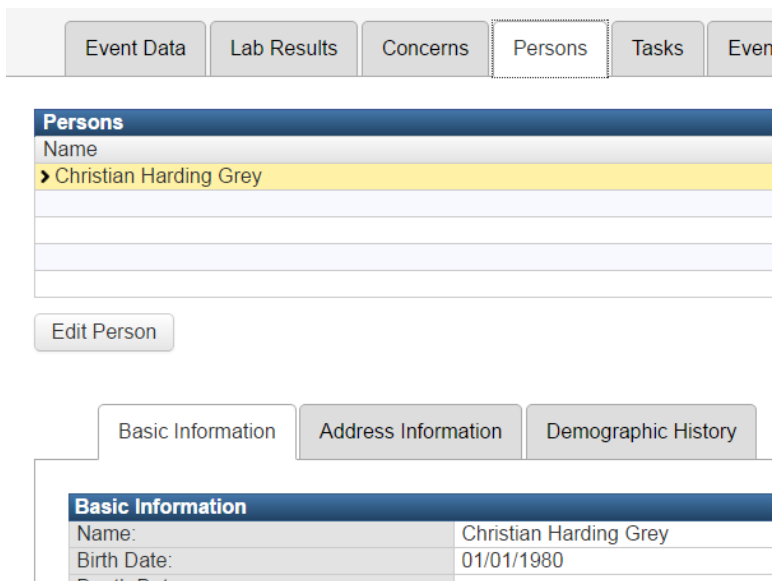 Event Data Lab Results Concerns Persons Tasks Even
Persons
Name
Christian Harding Grey
Edit Person
Basic Information Address Information Demographic History
Basic Information
Name: Christian Harding Grey
Birth Date: 01/01/1980